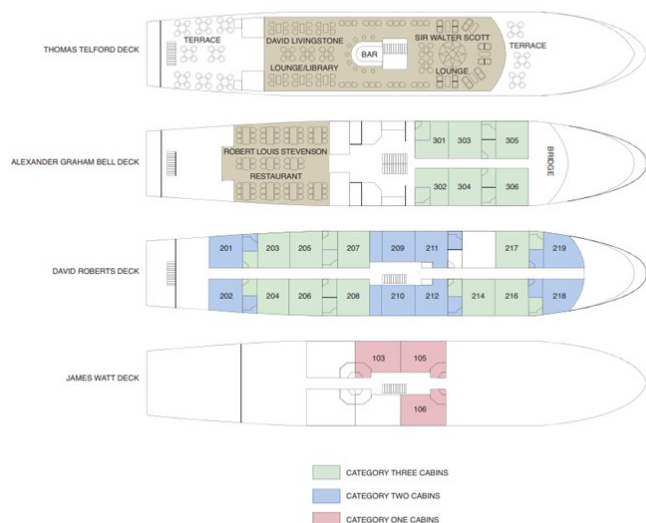 THOMAS TELFORD DECK
TERRACE
DAVID LIVINGSTONE
LOUNGE/LIBRARY
BAR
SIR WALTER SCOTT
LOUNGE
TERRACE
ALEXANDER GRAHAM BELL DECK
ROBERT LOUIS STEVENSON
RESTAURANT
301 303 305
302 304 306
BRIDGE
DAVID ROBERTS DECK
201 203 205 207 209 211 217 219
202 204 206 208 210 212 214 216 218
JAMES WATT DECK
103 105
106
CATEGORY THREE CABINS
CATEGORY TWO CABINS
CATEGORY ONE CABINS